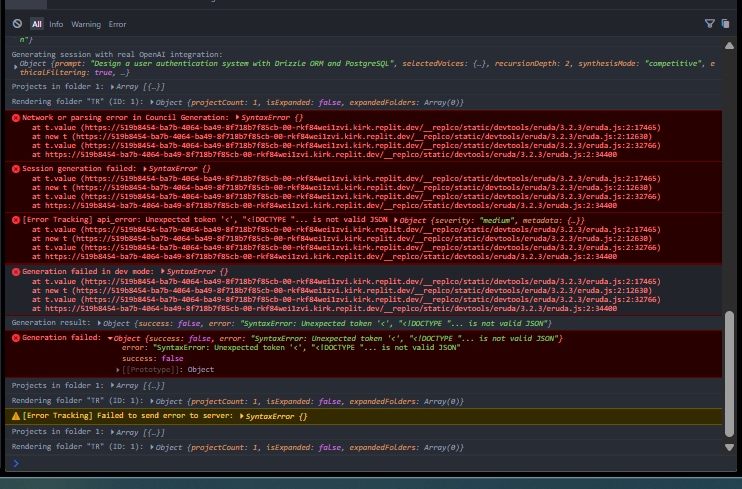 All Info Warning Error
n"}
Generating session with real OpenAI integration:
▶Object {prompt: "Design a user authentication system with Drizzle ORM and PostgreSQL", selectedVoices: {…}, recursionDepth: 2, synthesisMode: "competitive", e
thicalFiltering: true, …}
Projects in folder 1: ▶Array [{…}]
Rendering folder "TR" (ID: 1): ▶Object {projectCount: 1, isExpanded: false, expandedFolders: Array(0)}
Network or parsing error in Council Generation: ▶SyntaxError {}
at t.value (https://519b8454-ba7b-4064-ba49-8f718b7f85cb-00-rkf84wei1zvi.kirk.replit.dev/__replco/static/devtools/eruda/3.2.3/eruda.js:2:17465)
at new t (https://519b8454-ba7b-4064-ba49-8f718b7f85cb-00-rkf84wei1zvi.kirk.replit.dev/__replco/static/devtools/eruda/3.2.3/eruda.js:2:12630)
at t.value (https://519b8454-ba7b-4064-ba49-8f718b7f85cb-00-rkf84wei1zvi.kirk.replit.dev/__replco/static/devtools/eruda/3.2.3/eruda.js:2:32766)
at https://519b8454-ba7b-4064-ba49-8f718b7f85cb-00-rkf84wei1zvi.kirk.replit.dev/__replco/static/devtools/eruda/3.2.3/eruda.js:2:34400
Session generation failed: ▶SyntaxError {}
at t.value (https://519b8454-ba7b-4064-ba49-8f718b7f85cb-00-rkf84wei1zvi.kirk.replit.dev/__replco/static/devtools/eruda/3.2.3/eruda.js:2:17465)
at new t (https://519b8454-ba7b-4064-ba49-8f718b7f85cb-00-rkf84wei1zvi.kirk.replit.dev/__replco/static/devtools/eruda/3.2.3/eruda.js:2:12630)
at t.value (https://519b8454-ba7b-4064-ba49-8f718b7f85cb-00-rkf84wei1zvi.kirk.replit.dev/__replco/static/devtools/eruda/3.2.3/eruda.js:2:32766)
at https://519b8454-ba7b-4064-ba49-8f718b7f85cb-00-rkf84wei1zvi.kirk.replit.dev/__replco/static/devtools/eruda/3.2.3/eruda.js:2:34400
[Error Tracking] api_error: Unexpected token '<', "<!DOCTYPE "... is not valid JSON ▶Object {severity: "medium", metadata: {…}}
at t.value (https://519b8454-ba7b-4064-ba49-8f718b7f85cb-00-rkf84wei1zvi.kirk.replit.dev/__replco/static/devtools/eruda/3.2.3/eruda.js:2:17465)
at new t (https://519b8454-ba7b-4064-ba49-8f718b7f85cb-00-rkf84wei1zvi.kirk.replit.dev/__replco/static/devtools/eruda/3.2.3/eruda.js:2:12630)
at t.value (https://519b8454-ba7b-4064-ba49-8f718b7f85cb-00-rkf84wei1zvi.kirk.replit.dev/__replco/static/devtools/eruda/3.2.3/eruda.js:2:32766)
at https://519b8454-ba7b-4064-ba49-8f718b7f85cb-00-rkf84wei1zvi.kirk.replit.dev/__replco/static/devtools/eruda/3.2.3/eruda.js:2:34400
Generation failed in dev mode: ▶SyntaxError {}
at t.value (https://519b8454-ba7b-4064-ba49-8f718b7f85cb-00-rkf84wei1zvi.kirk.replit.dev/__replco/static/devtools/eruda/3.2.3/eruda.js:2:17465)
at new t (https://519b8454-ba7b-4064-ba49-8f718b7f85cb-00-rkf84wei1zvi.kirk.replit.dev/__replco/static/devtools/eruda/3.2.3/eruda.js:2:12630)
at t.value (https://519b8454-ba7b-4064-ba49-8f718b7f85cb-00-rkf84wei1zvi.kirk.replit.dev/__replco/static/devtools/eruda/3.2.3/eruda.js:2:32766)
at https://519b8454-ba7b-4064-ba49-8f718b7f85cb-00-rkf84wei1zvi.kirk.replit.dev/__replco/static/devtools/eruda/3.2.3/eruda.js:2:34400
Generation result: ▶Object {success: false, error: "SyntaxError: Unexpected token '<', "<!DOCTYPE "... is not valid JSON"}
Generation failed: ▼Object {success: false, error: "SyntaxError: Unexpected token '<', "<!DOCTYPE "... is not valid JSON"}
error: "SyntaxError: Unexpected token '<', "<!DOCTYPE "... is not valid JSON"
success: false
▶[[Prototype]]: Object
Projects in folder 1: ▶Array [{…}]
Rendering folder "TR" (ID: 1): ▶Object {projectCount: 1, isExpanded: false, expandedFolders: Array(0)}
[Error Tracking] Failed to send error to server: ▶SyntaxError {}
Projects in folder 1: ▶Array [{…}]
Rendering folder "TR" (ID: 1): ▶Object {projectCount: 1, isExpanded: false, expandedFolders: Array(0)}